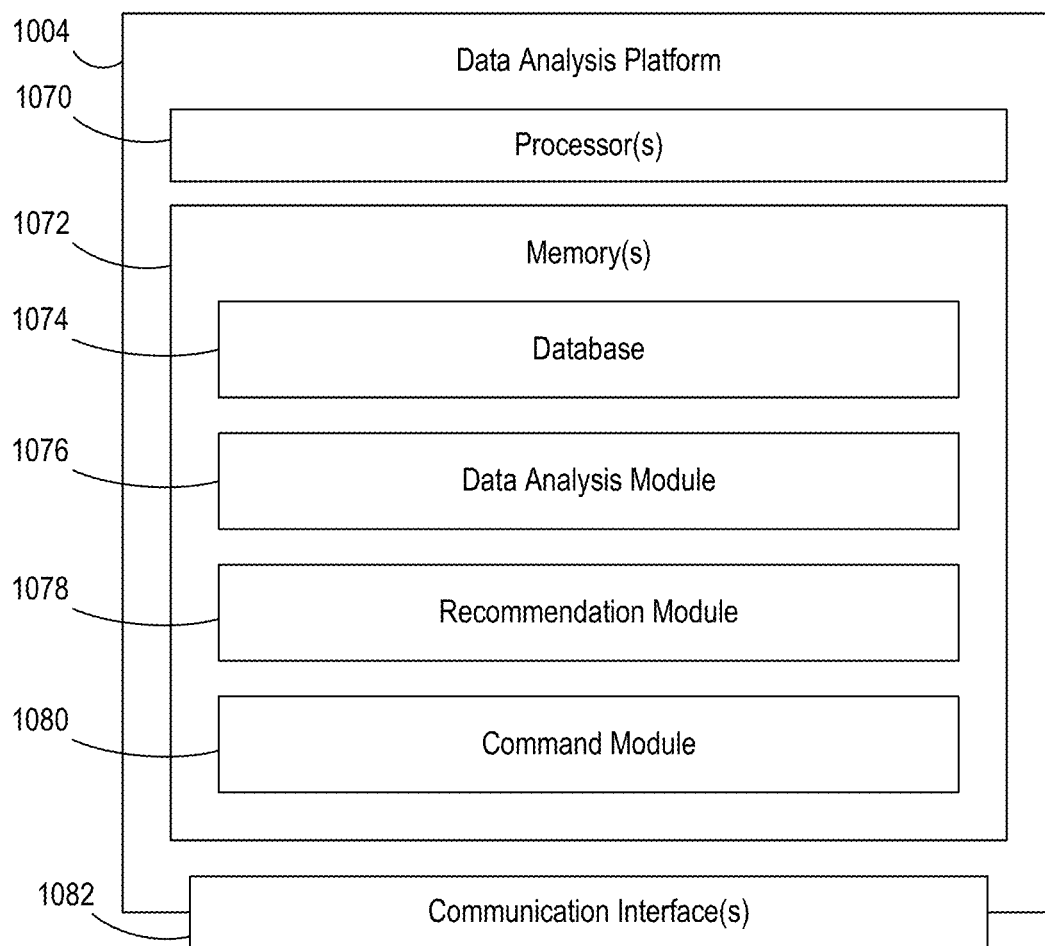 1004
Data Analysis Platform
1070
Processor(s)
1072
Memory(s)
1074
Database
1076
Data Analysis Module
1078
Recommendation Module
1080
Command Module
1082
Communication Interface(s)